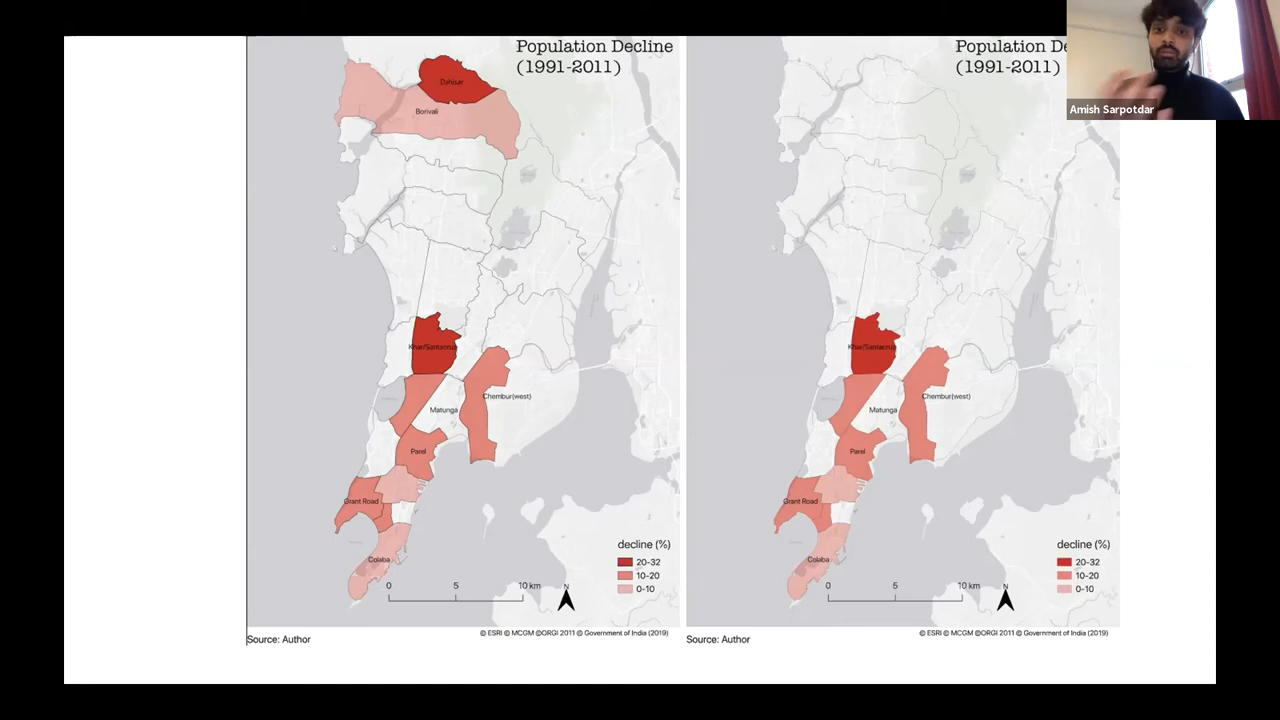 Population Decline
(1991-2011)
Dahisar
Borivali
Khar/Santacruz
Chembur(west)
Matunga
Parel
Grant Road
Colaba
decline (%)
20-32
10-20
0-10
0 5 10 km
N
© ESRI © MCGM ©ORGI 2011 © Government of India (2019)
Source: Author
Population De
(1991-2011)
Khar/Santacruz
Chembur(west)
Matunga
Parel
Grant Road
Colaba
decline (%)
20-32
10-20
0-10
0 5 10 km
N
© ESRI © MCGM ©ORGI 2011 © Government of India (2019)
Source: Author
Amish Sarpotdar